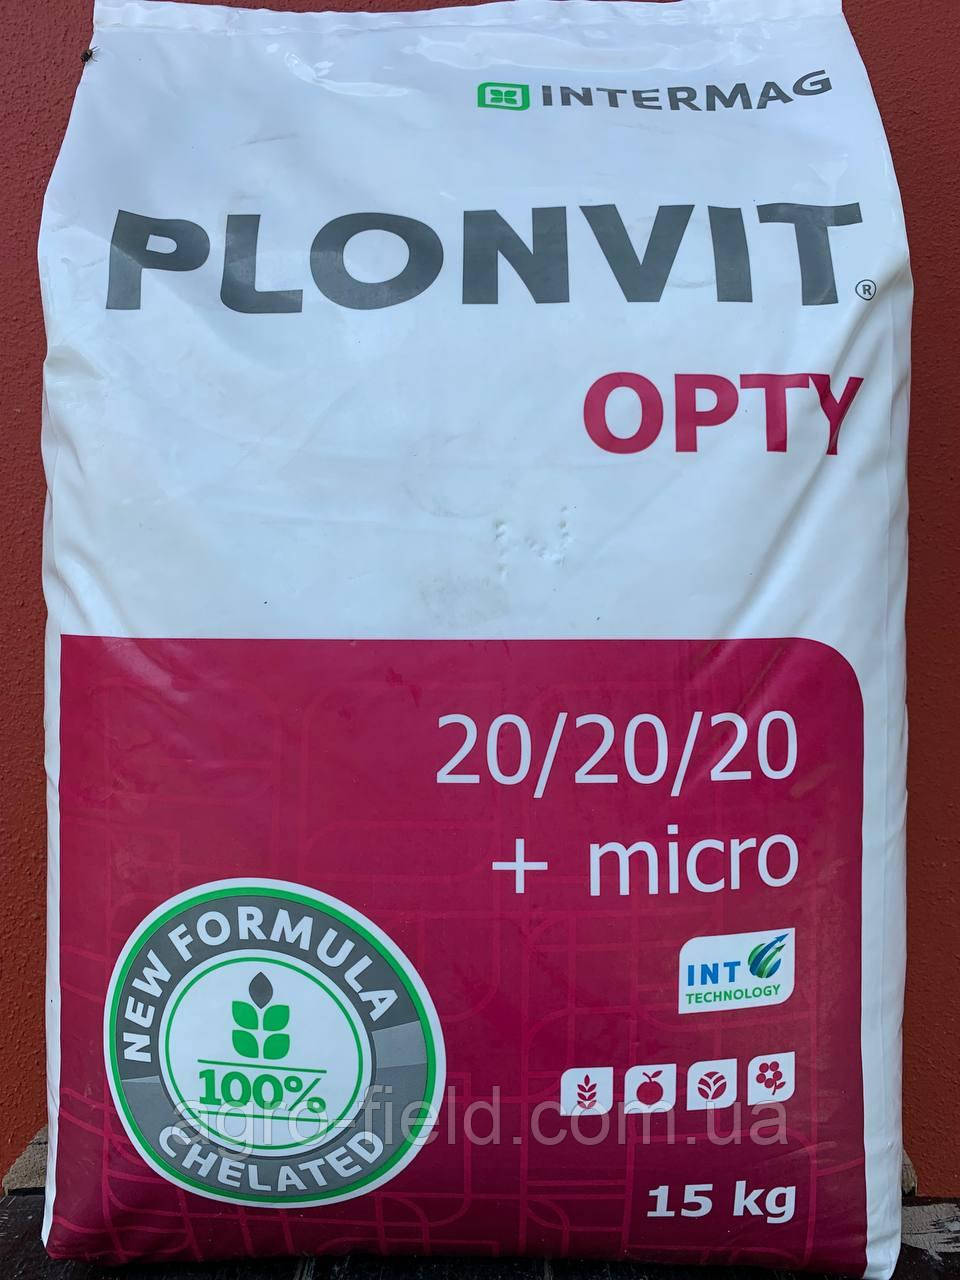 INTERMAG
PLONVIT®
OPTY
20/20/20
+ micro
NEW FORMULA
100%
CHELATED
INT
TECHNOLOGY
agro-field.com.ua
15 kg